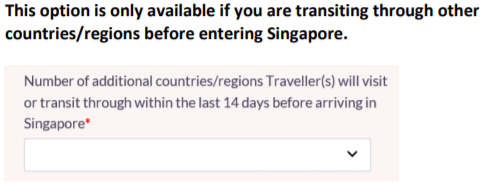 This option is only available if you are transiting through other
countries/regions before entering Singapore.
Number of additional countries/regions Traveller(s) will visit
or transit through within the last 14 days before arriving in
Singapore*